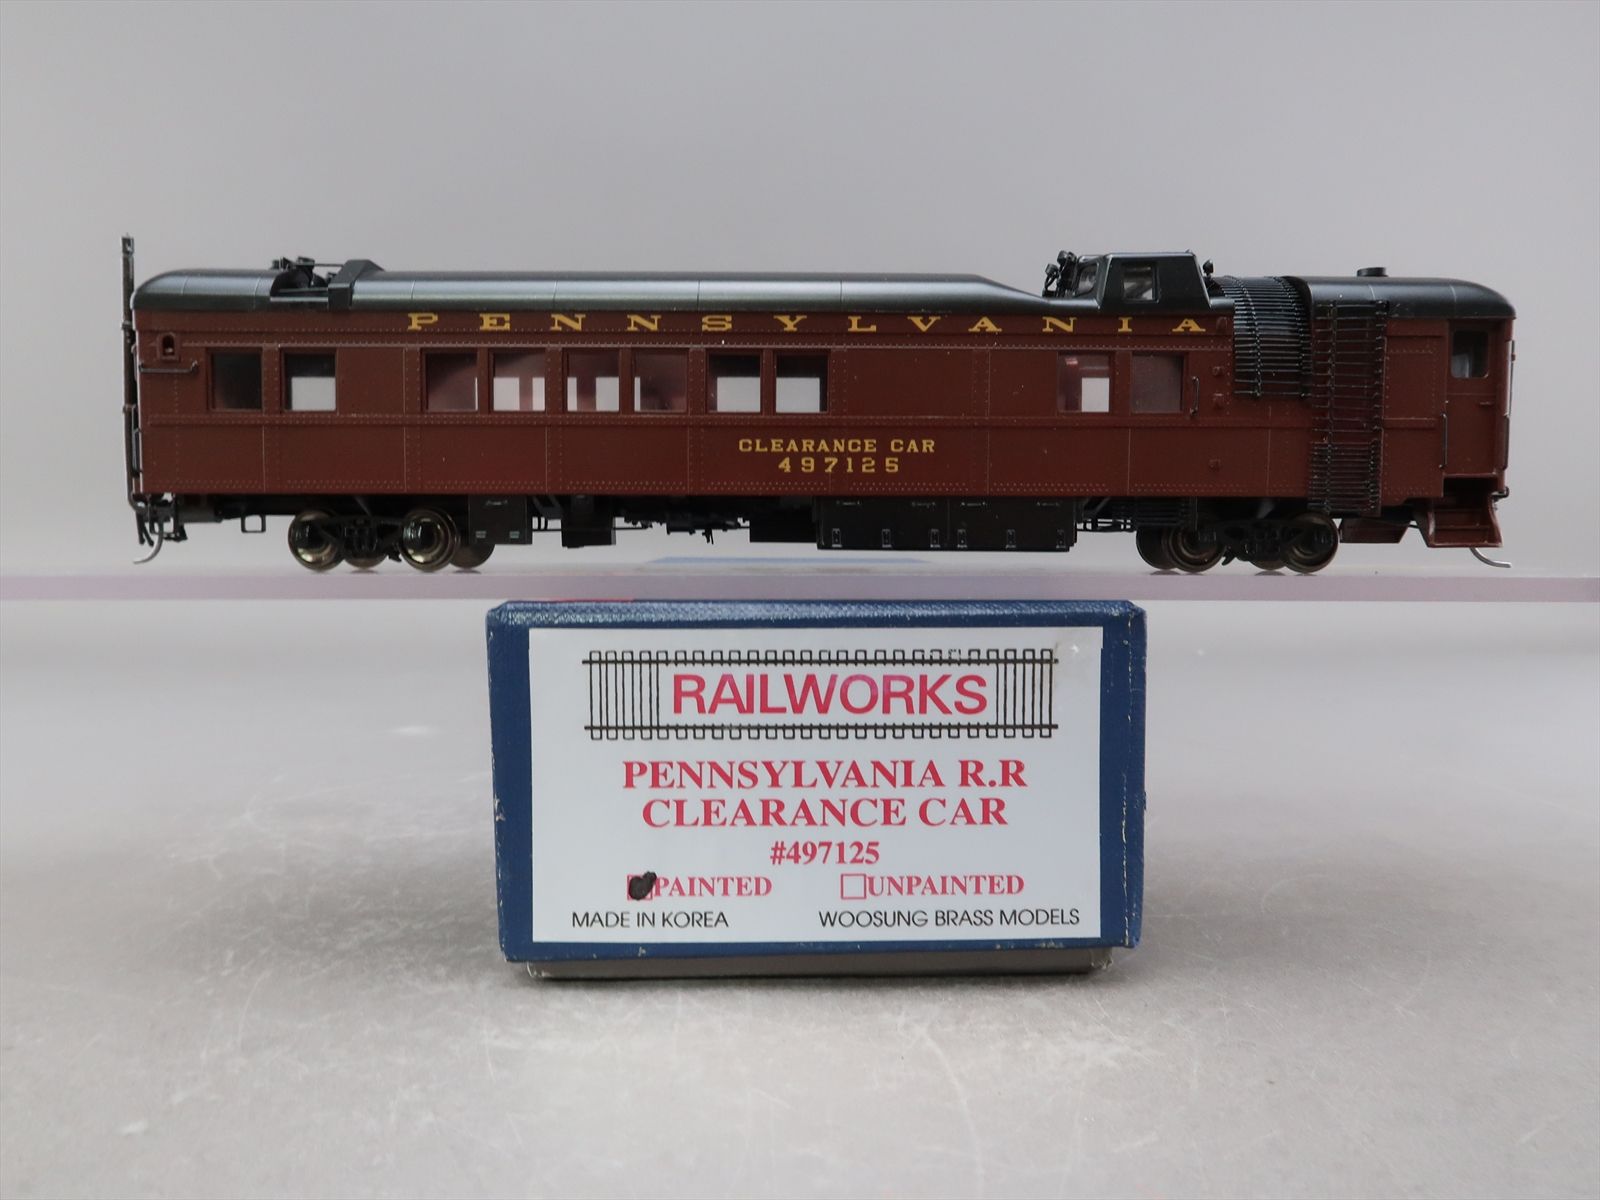 PENNSYLVANIA
CLEARANCE CAR
497125
RAILWORKS
PENNSYLVANIA R.R
CLEARANCE CAR
#497125
PAINTED UNPAINTED
MADE IN KOREA WOOSUNG BRASS MODELS